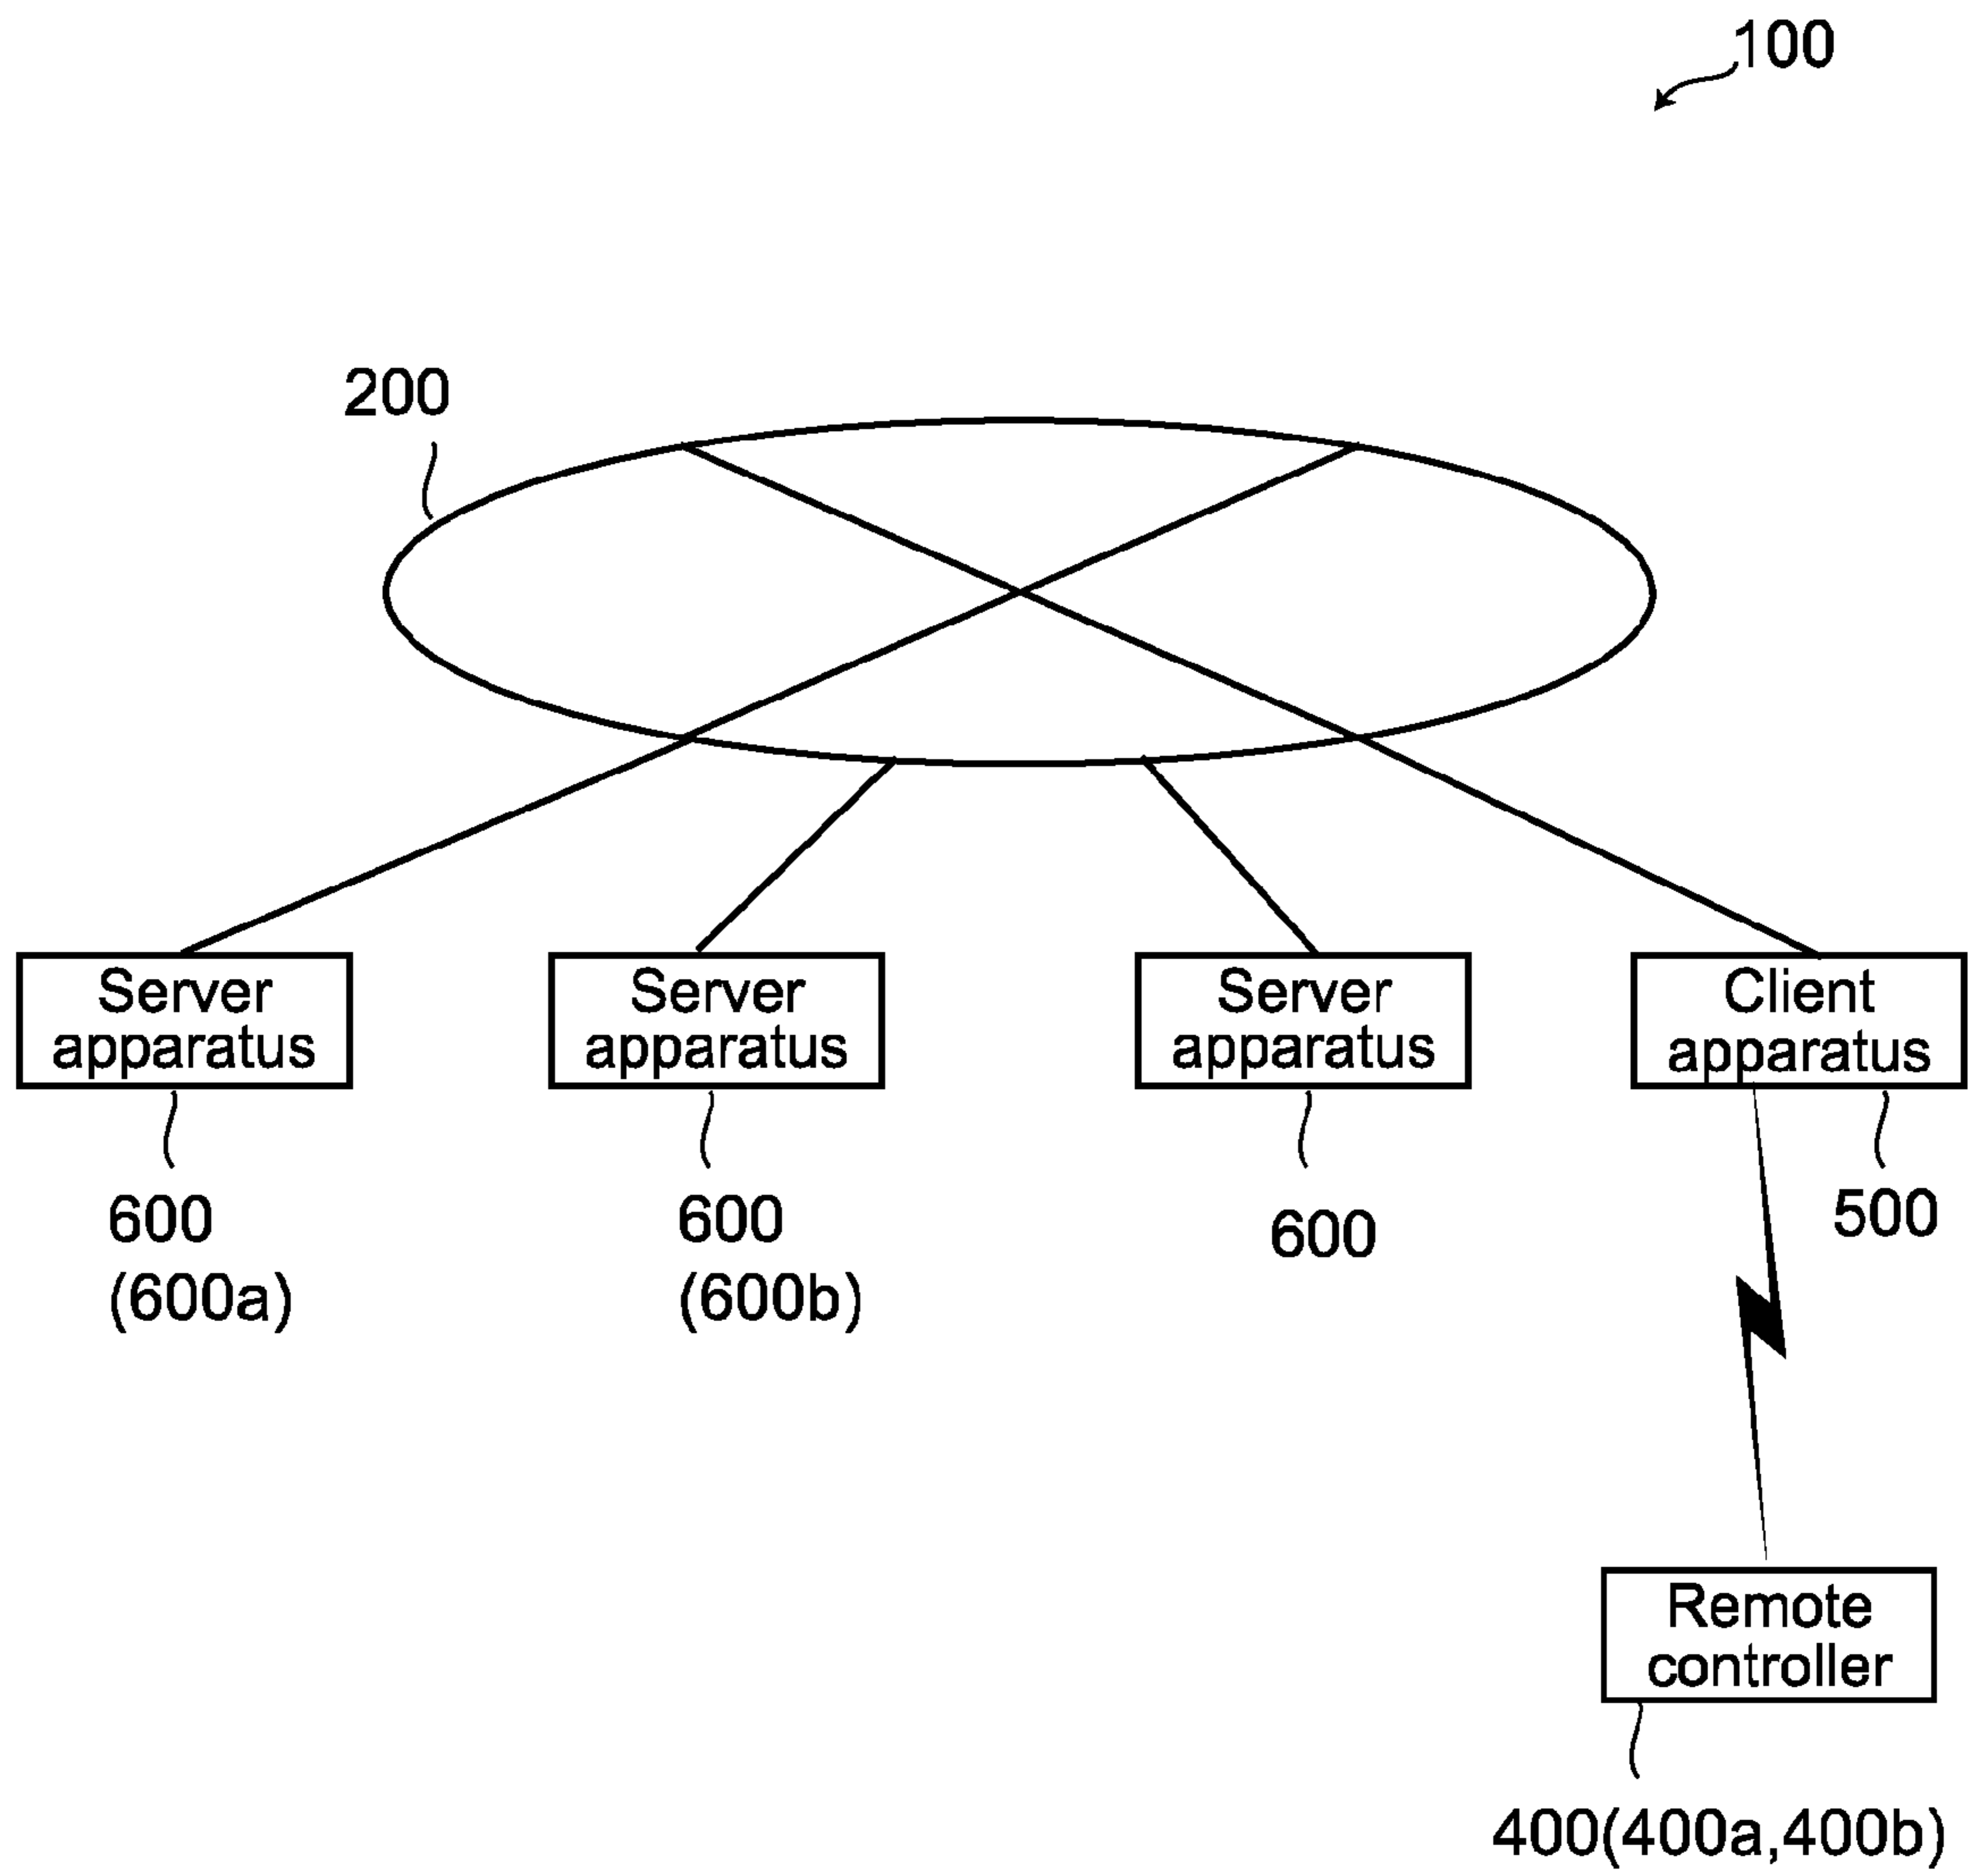 100
200
Server
apparatus
Server
apparatus
Server
apparatus
Client
apparatus
600
(600a)
600
(600b)
600
500
Remote
controller
400(400a,400b)